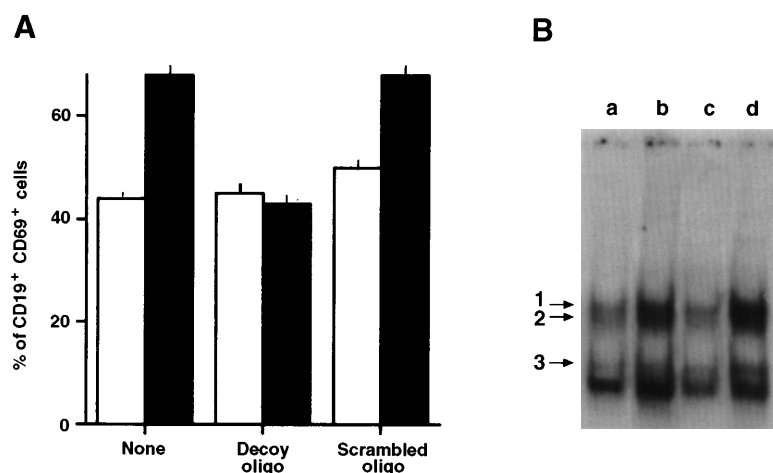 A
B
% of CD19+ CD69+ cells
60
40
20
0
None
Decoy
oligo
Scrambled
oligo
a b c d
1
2
3